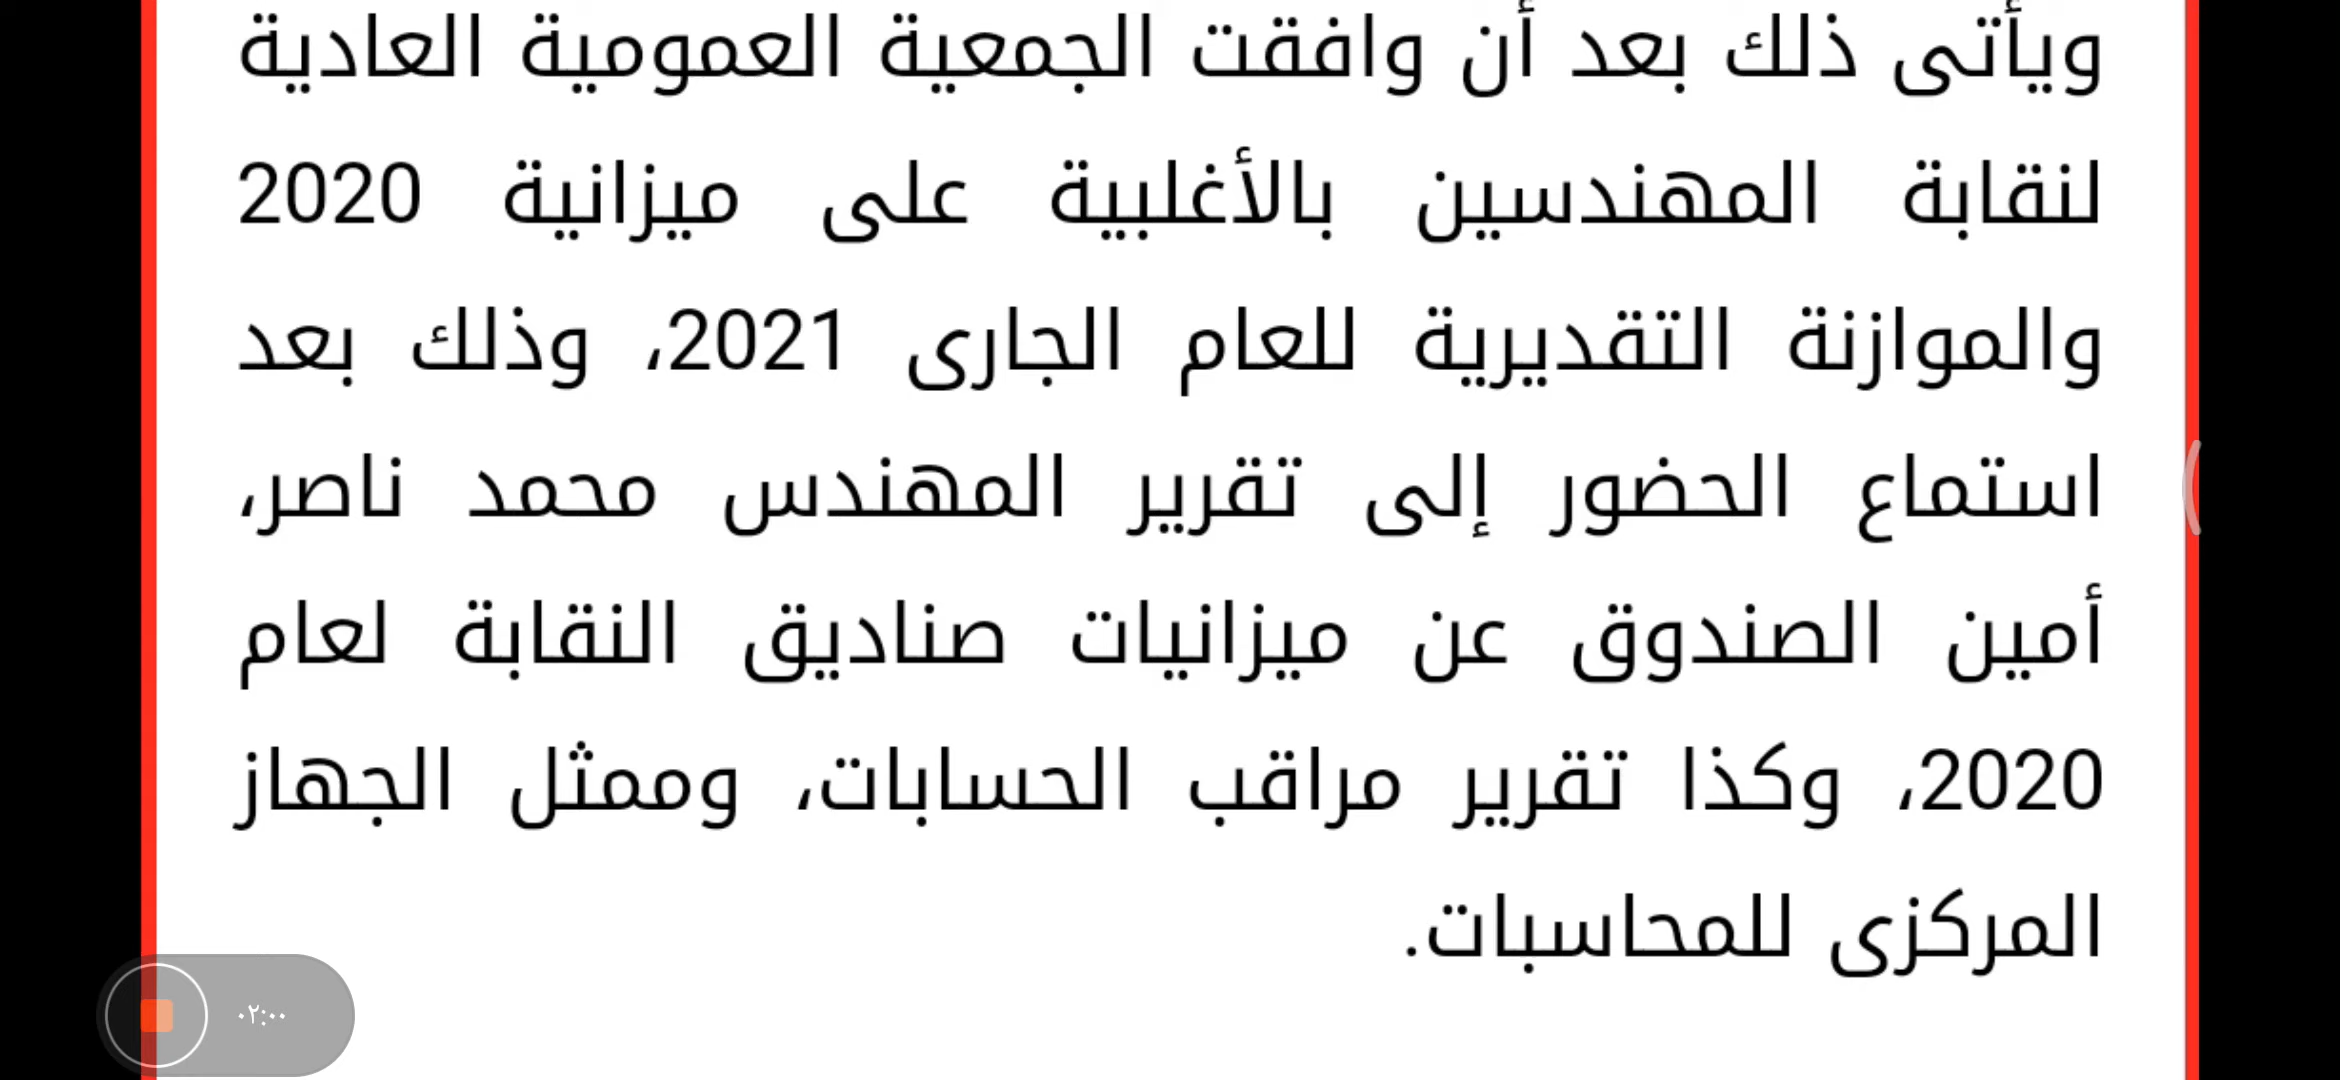 ويأتى ذلك بعد أن وافقت الجمعية العمومية العادية
لنقابة المهندسين بالأغلبية على ميزانية 2020
والموازنة التقديرية للعام الجارى 2021، وذلك بعد
استماع الحضور إلى تقرير المهندس محمد ناصر،
أمين الصندوق عن ميزانيات صناديق النقابة لعام
2020، وكذا تقرير مراقب الحسابات، وممثل الجهاز
المركزى للمحاسبات.
٠٢:٠٠